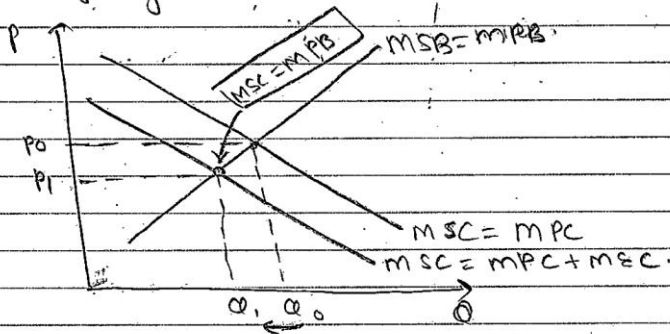 P
MSB = MPB
MSC = MPB
P0
P1
MSC = MPC
MSC = MPC + MEC.
Q1 Q0 Q